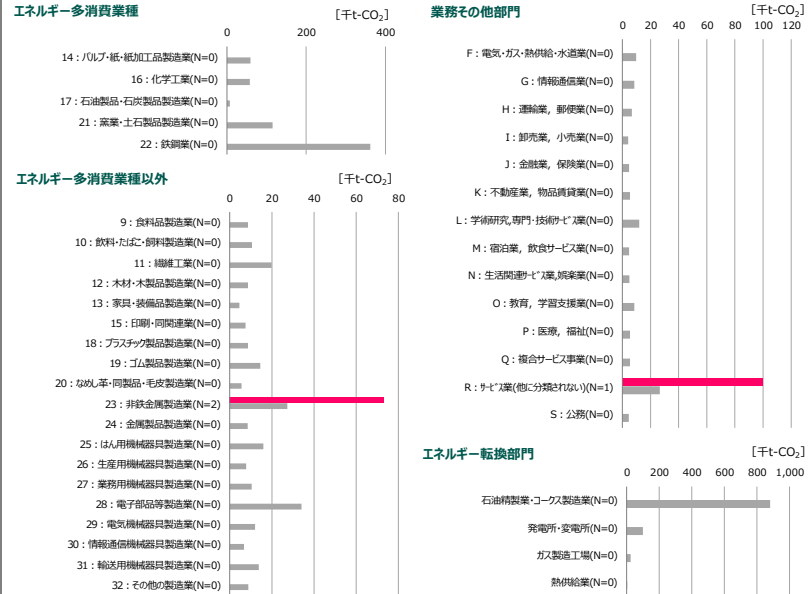 エネルギー多消費業種
[千t-CO2]
0 200 400
14：パルプ・紙・紙加工品製造業(N=0)
16：化学工業(N=0)
17：石油製品・石炭製品製造業(N=0)
21：窯業・土石製品製造業(N=0)
22：鉄鋼業(N=0)
エネルギー多消費業種以外
[千t-CO2]
0 20 40 60 80
9：食料品製造業(N=0)
10：飲料・たばこ・飼料製造業(N=0)
11：繊維工業(N=0)
12：木材・木製品製造業(N=0)
13：家具・装備品製造業(N=0)
15：印刷・同関連業(N=0)
18：プラスチック製品製造業(N=0)
19：ゴム製品製造業(N=0)
20：なめし革・同製品・毛皮製造業(N=0)
23：非鉄金属製造業(N=2)
24：金属製品製造業(N=0)
25：はん用機械器具製造業(N=0)
26：生産用機械器具製造業(N=0)
27：業務用機械器具製造業(N=0)
28：電子部品等製造業(N=0)
29：電気機械器具製造業(N=0)
30：情報通信機械器具製造業(N=0)
31：輸送用機械器具製造業(N=0)
32：その他の製造業(N=0)
業務その他部門
[千t-CO2]
0 20 40 60 80 100 120
F：電気・ガス・熱供給・水道業(N=0)
G：情報通信業(N=0)
H：運輸業，郵便業(N=0)
I：卸売業，小売業(N=0)
J：金融業，保険業(N=0)
K：不動産業，物品賃貸業(N=0)
L：学術研究,専門・技術ｻｰﾋﾞｽ業(N=0)
M：宿泊業，飲食サービス業(N=0)
N：生活関連ｻｰﾋﾞｽ業,娯楽業(N=0)
O：教育，学習支援業(N=0)
P：医療，福祉(N=0)
Q：複合サービス事業(N=0)
R：ｻｰﾋﾞｽ業(他に分類されない)(N=1)
S：公務(N=0)
エネルギー転換部門
[千t-CO2]
0 200 400 600 800 1,000
石油精製業・コークス製造業(N=0)
発電所・変電所(N=0)
ガス製造工場(N=0)
熱供給業(N=0)